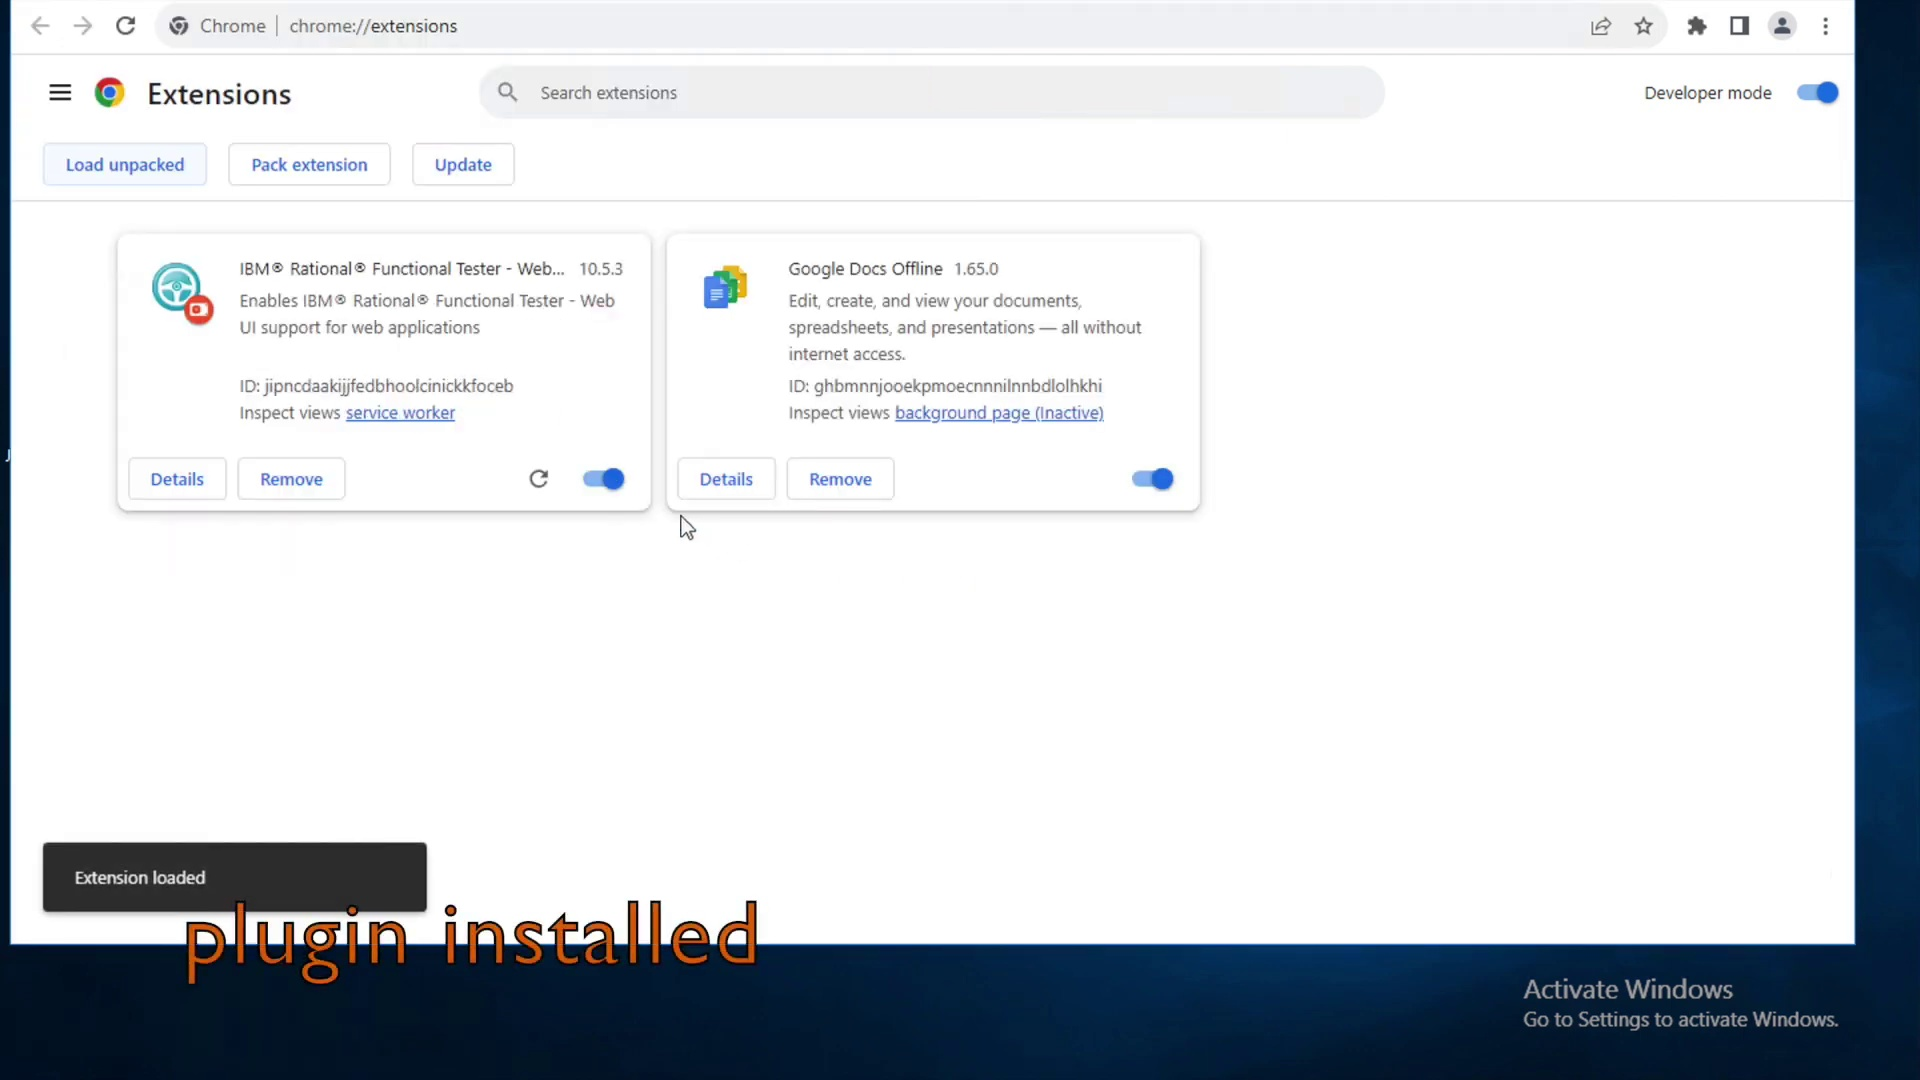 Chrome | chrome://extensions
Extensions
Search extensions
Developer mode
Load unpacked
Pack extension
Update
IBM® Rational® Functional Tester - Web... 10.5.3
Enables IBM® Rational® Functional Tester - Web
UI support for web applications
ID: jipncdaakijjfedbhoolcinickkfoceb
Inspect views service worker
Details
Remove
Google Docs Offline 1.65.0
Edit, create, and view your documents,
spreadsheets, and presentations — all without
internet access.
ID: ghbmnnjooekpmoecnnnilnnbdlolhkhi
Inspect views background page (Inactive)
Details
Remove
J
Extension loaded
plugin installed
Activate Windows
Go to Settings to activate Windows.